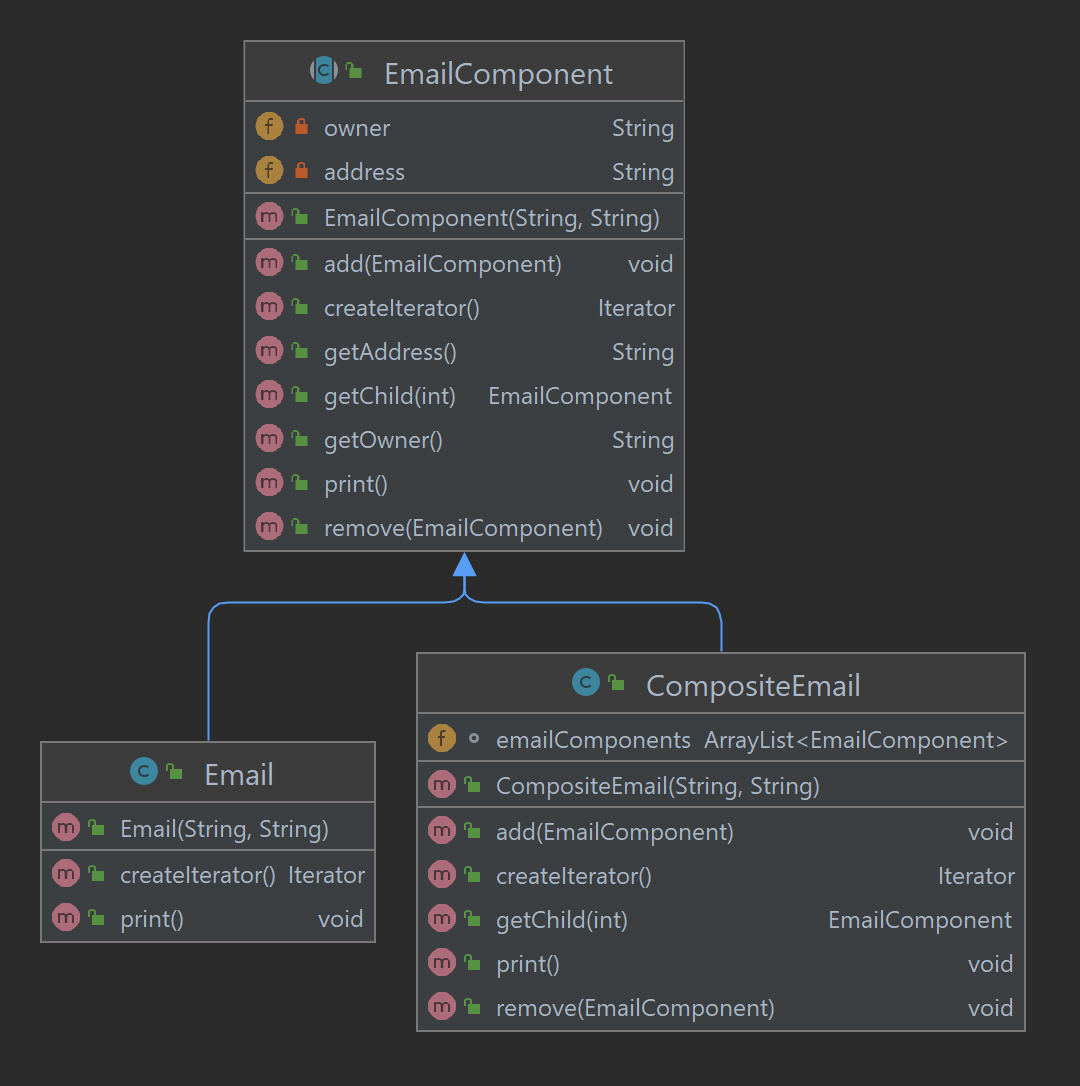 EmailComponent
owner String
address String
EmailComponent(String, String)
add(EmailComponent) void
createIterator() Iterator
getAddress() String
getChild(int) EmailComponent
getOwner() String
print() void
remove(EmailComponent) void
Email
Email(String, String)
createIterator() Iterator
print() void
CompositeEmail
emailComponents ArrayList<EmailComponent>
CompositeEmail(String, String)
add(EmailComponent) void
createIterator() Iterator
getChild(int) EmailComponent
print() void
remove(EmailComponent) void